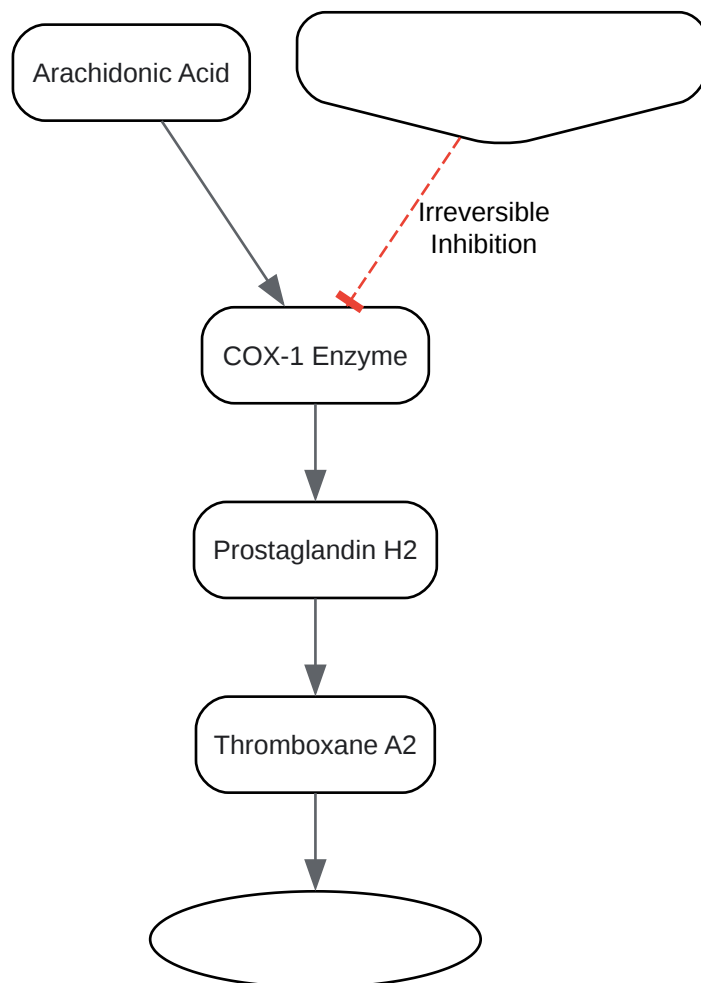 Arachidonic Acid
Irreversible
Inhibition
COX-1 Enzyme
Prostaglandin H2
Thromboxane A2